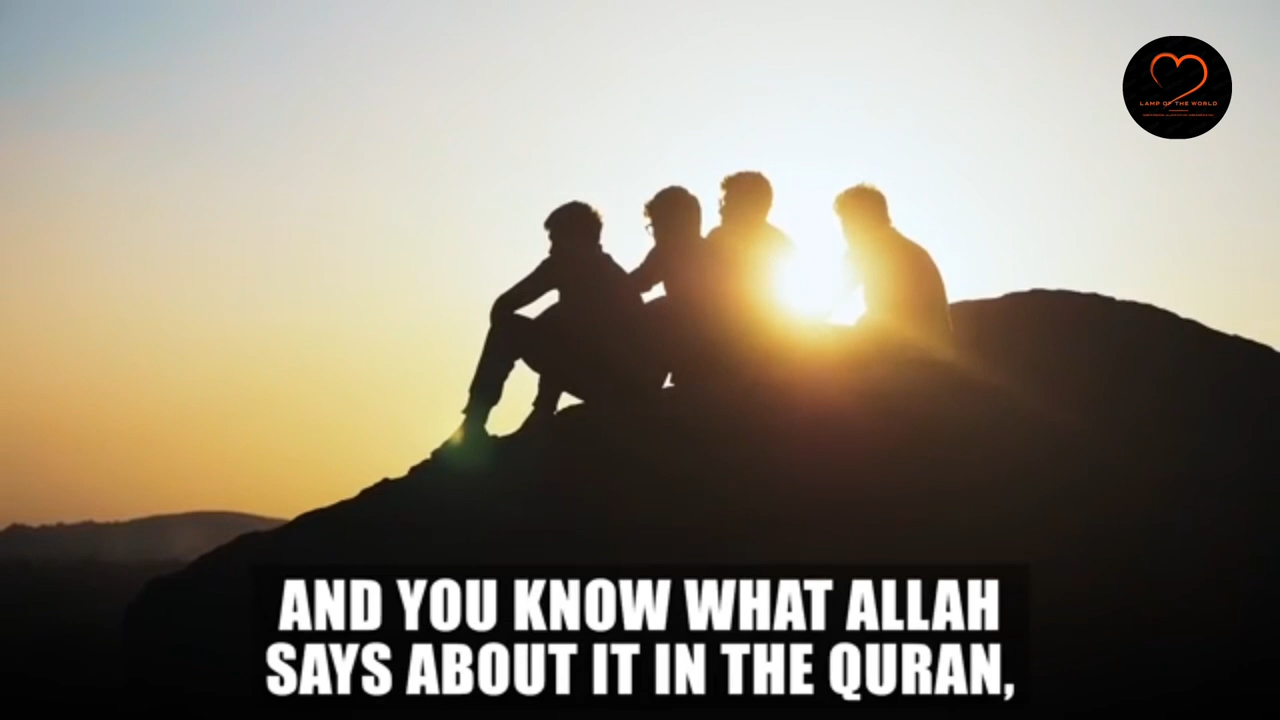 LAMP OF THE WORLD
AND YOU KNOW WHAT ALLAH
SAYS ABOUT IT IN THE QURAN,